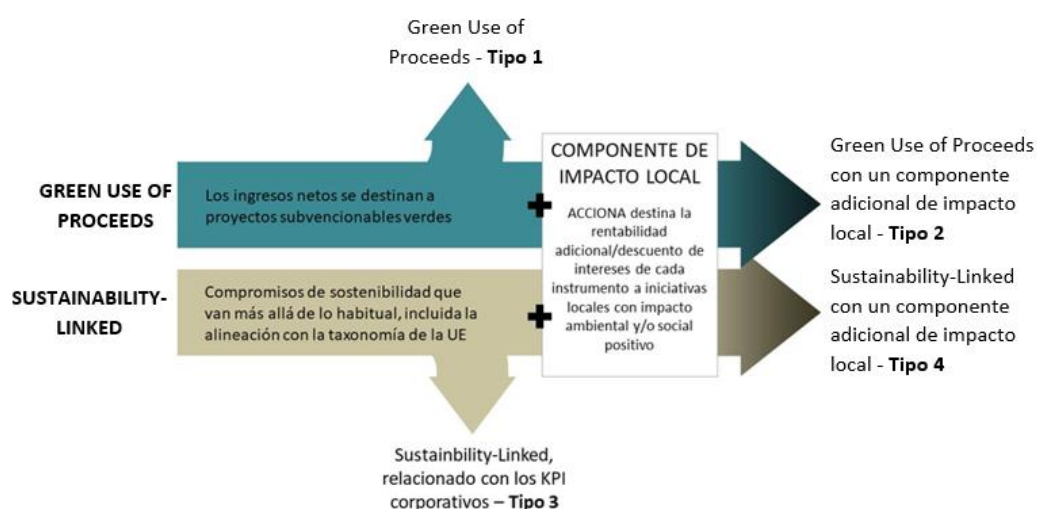 Green Use of
Proceeds - Tipo 1
GREEN USE OF
PROCEEDS
Los ingresos netos se destinan a
proyectos subvencionables verdes
+
COMPONENTE DE
IMPACTO LOCAL
ACCIONA destina la
rentabilidad
adicional/descuento de
intereses de cada
instrumento a iniciativas
locales con impacto
ambiental y/o social
positivo
Green Use of Proceeds
con un componente
adicional de impacto
local - Tipo 2
SUSTAINABILITY-
LINKED
Compromisos de sostenibilidad que
van más allá de lo habitual, incluida la
alineación con la taxonomía de la UE
+
Sustainability-Linked
con un componente
adicional de impacto
local - Tipo 4
Sustainbility-Linked,
relacionado con los KPI
corporativos – Tipo 3